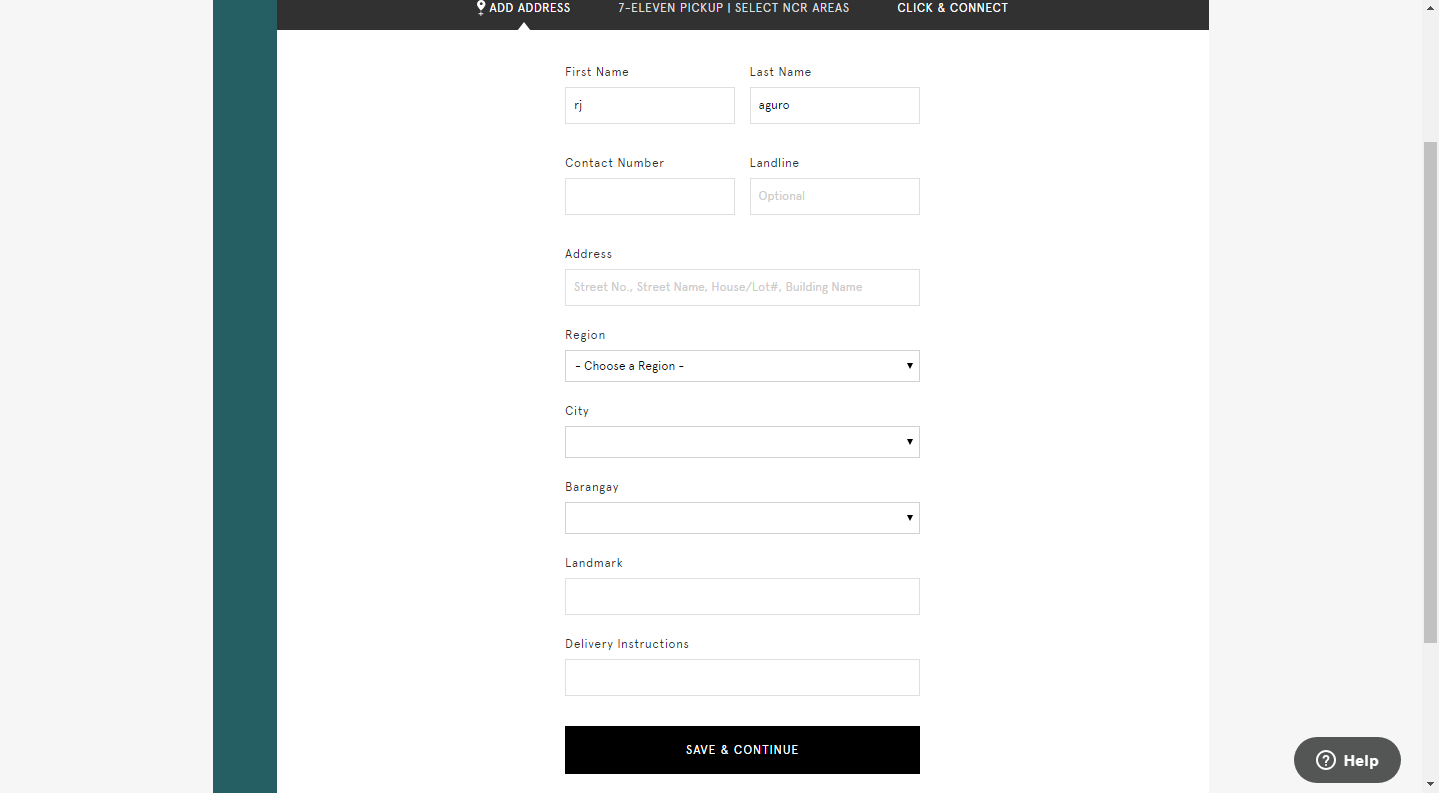 ADD ADDRESS 7-ELEVEN PICKUP | SELECT NCR AREAS CLICK & CONNECT
First Name Last Name
rj aguro
Contact Number Landline
Optional
Address
Street No., Street Name, House/Lot#, Building Name
Region
- Choose a Region -
City
Barangay
Landmark
Delivery Instructions
SAVE & CONTINUE
Help